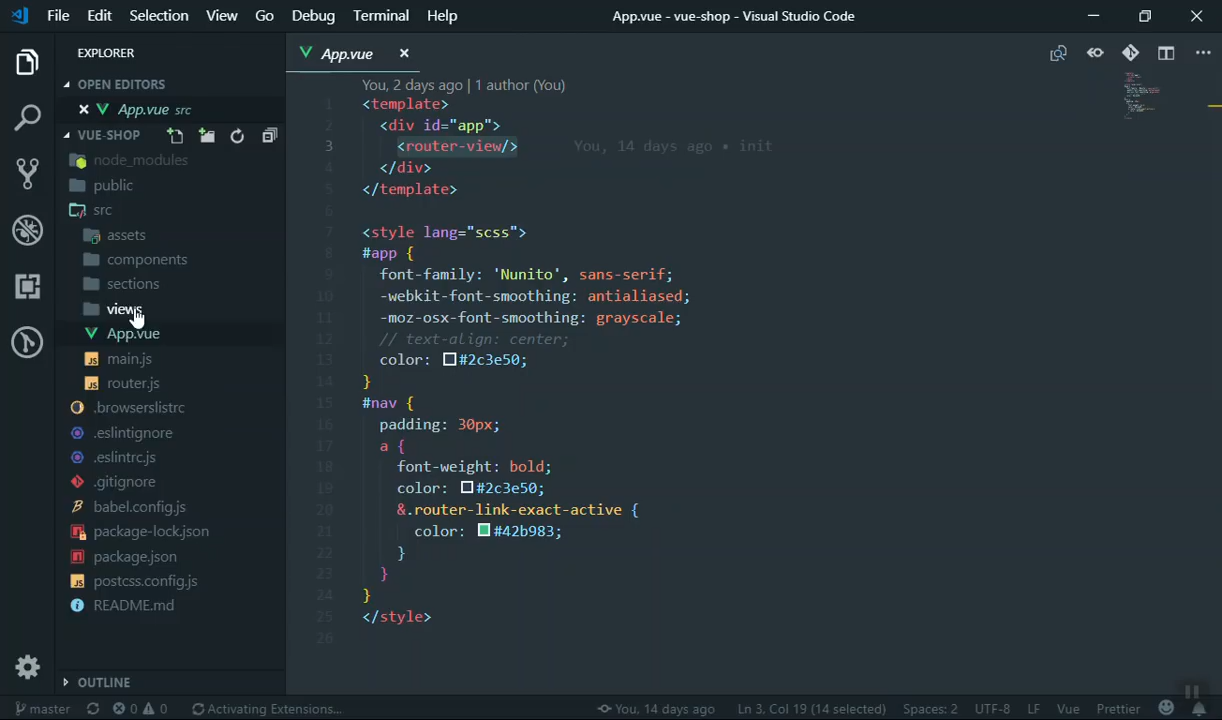 File Edit Selection View Go Debug Terminal Help App.vue - vue-shop - Visual Studio Code
EXPLORER
App.vue
OPEN EDITORS
App.vue src
VUE-SHOP
node_modules
public
src
assets
components
sections
views
App.vue
main.js
router.js
.browserslistrc
.eslintignore
.eslintrc.js
.gitignore
babel.config.js
package-lock.json
package.json
postcss.config.js
README.md
OUTLINE
You, 2 days ago | 1 author (You)
1 <template>
2 <div id="app">
3 <router-view/> You, 14 days ago • init
4 </div>
5 </template>
6
7 <style lang="scss">
8 #app {
9 font-family: 'Nunito', sans-serif;
10 -webkit-font-smoothing: antialiased;
11 -moz-osx-font-smoothing: grayscale;
12 // text-align: center;
13 color: #2c3e50;
14 }
15 #nav {
16 padding: 30px;
17 a {
18 font-weight: bold;
19 color: #2c3e50;
20 &.router-link-exact-active {
21 color: #42b983;
22 }
23 }
24 }
25 </style>
26
master 0 0 Activating Extensions... You, 14 days ago Ln 3, Col 19 (14 selected) Spaces: 2 UTF-8 LF Vue Prettier